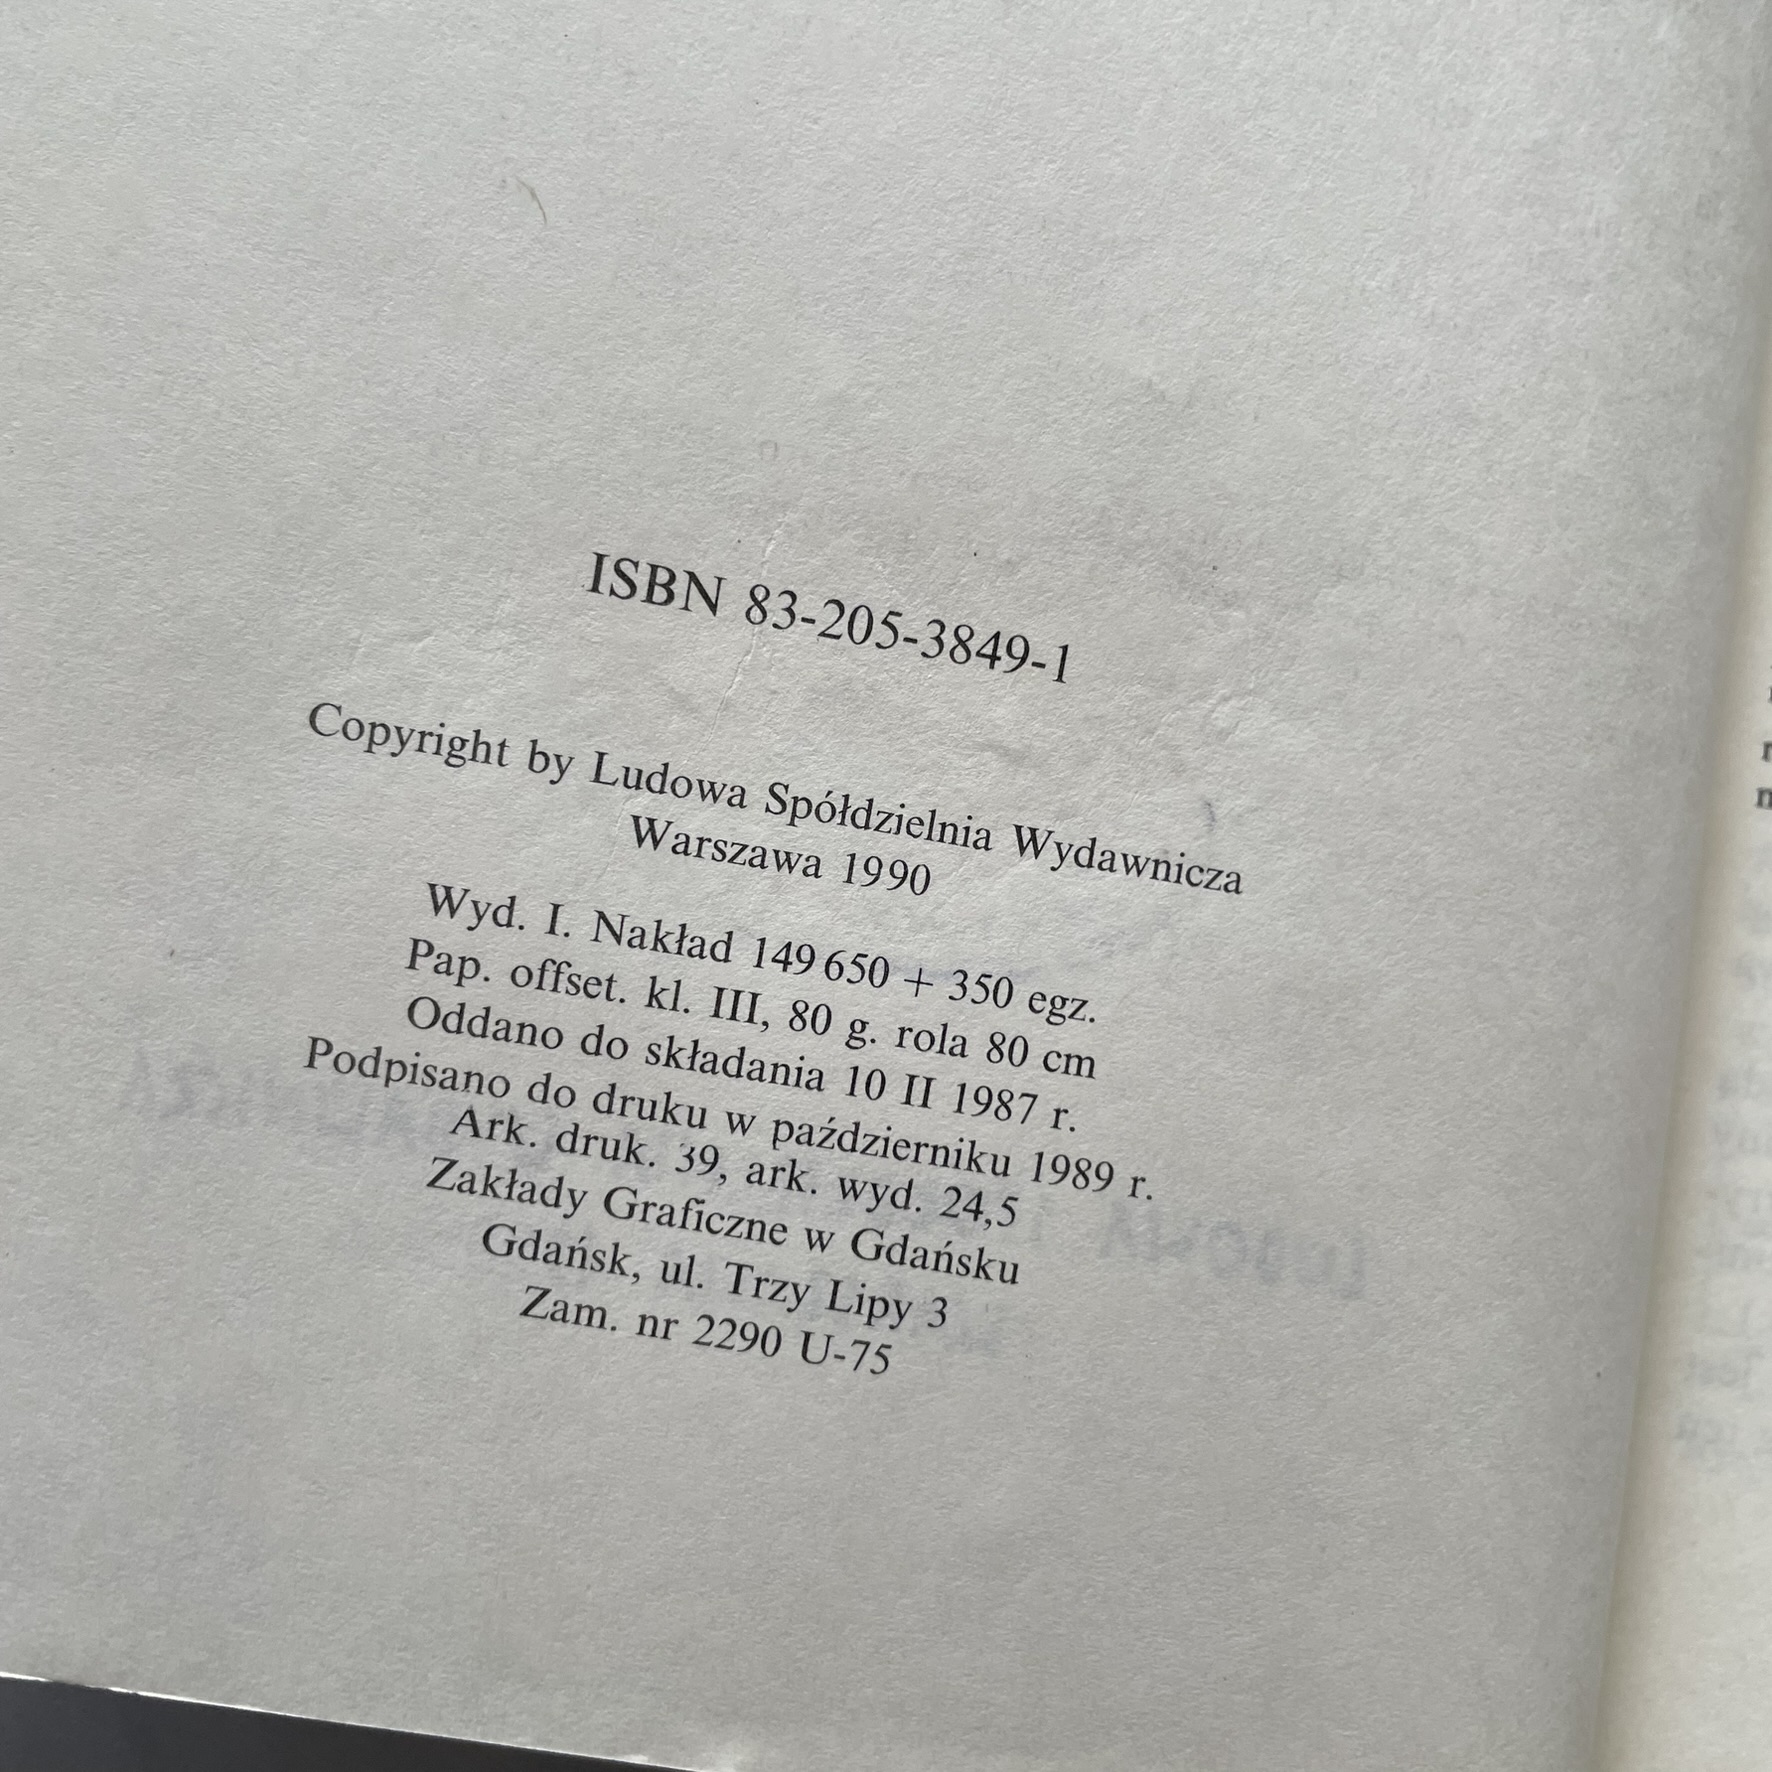 ISBN 83-205-3849-1
Copyright by Ludowa Spółdzielnia Wydawnicza
Warszawa 1990
Wyd. I. Nakład 149 650 + 350 egz.
Pap. offset. kl. III, 80 g. rola 80 cm
Oddano do składania 10 II 1987 r.
Podpisano do druku w październiku 1989 r.
Ark. druk. 39, ark. wyd. 24,5
Zakłady Graficzne w Gdańsku
Gdańsk, ul. Trzy Lipy 3
Zam. nr 2290 U-75